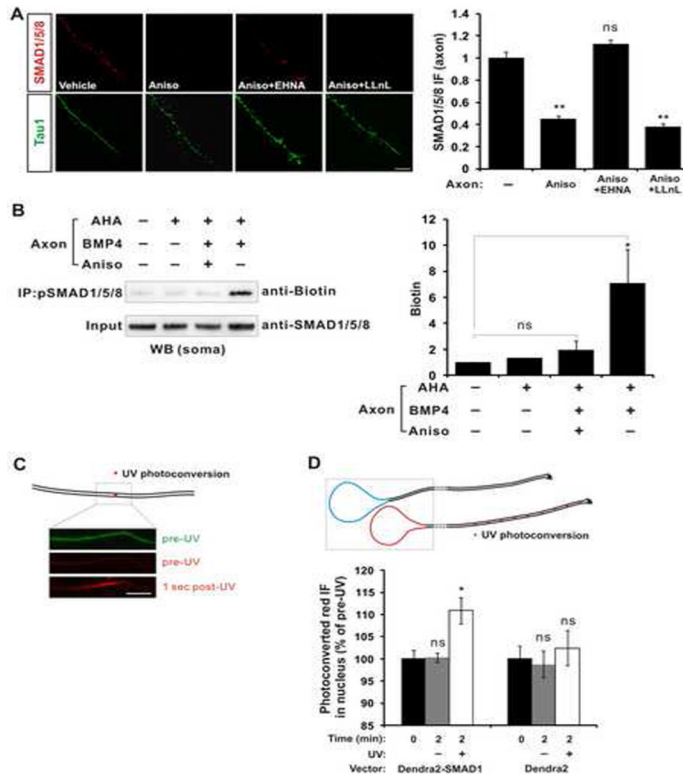 A
SMAD1/5/8
Vehicle
Aniso
Aniso+EHNA
Aniso+LLnL
Tau1
SMAD1/5/8 IF (axon)
1.4
1.2
1
0.8
0.6
0.4
0.2
0
**
ns
**
Axon: – Aniso Aniso +EHNA Aniso +LLnL
B
AHA – + + +
Axon
BMP4 – – + +
Aniso – – + –
IP:pSMAD1/5/8
anti-Biotin
Input
anti-SMAD1/5/8
WB (soma)
Biotin
12
10
8
6
4
2
0
ns
*
AHA – + + +
Axon
BMP4 – – + +
Aniso – – + –
C
UV photoconversion
pre-UV
pre-UV
1 sec post-UV
D
UV photoconversion
Photoconverted red IF
in nucleus (% of pre-UV)
120
115
110
105
100
95
90
85
ns
*
ns
ns
Time (min): 0 2 2 0 2 2
UV: – + – +
Vector: Dendra2-SMAD1 Dendra2